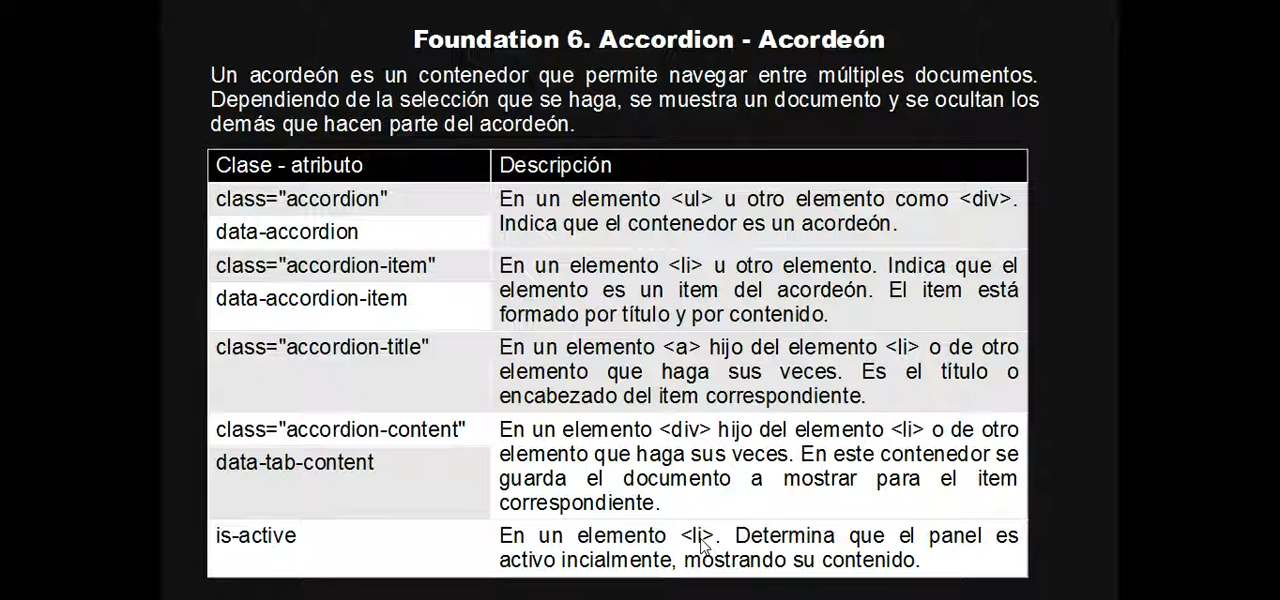 Foundation 6. Accordion - Acordeón
Un acordeón es un contenedor que permite navegar entre múltiples documentos.
Dependiendo de la selección que se haga, se muestra un documento y se ocultan los
demás que hacen parte del acordeón.
Clase - atributo
Descripción
class="accordion"
data-accordion
En un elemento <ul> u otro elemento como <div>.
Indica que el contenedor es un acordeón.
class="accordion-item"
data-accordion-item
En un elemento <li> u otro elemento. Indica que el
elemento es un item del acordeón. El item está
formado por título y por contenido.
class="accordion-title"
En un elemento <a> hijo del elemento <li> o de otro
elemento que haga sus veces. Es el título o
encabezado del item correspondiente.
class="accordion-content"
data-tab-content
En un elemento <div> hijo del elemento <li> o de otro
elemento que haga sus veces. En este contenedor se
guarda el documento a mostrar para el item
correspondiente.
is-active
En un elemento <li>. Determina que el panel es
activo incialmente, mostrando su contenido.